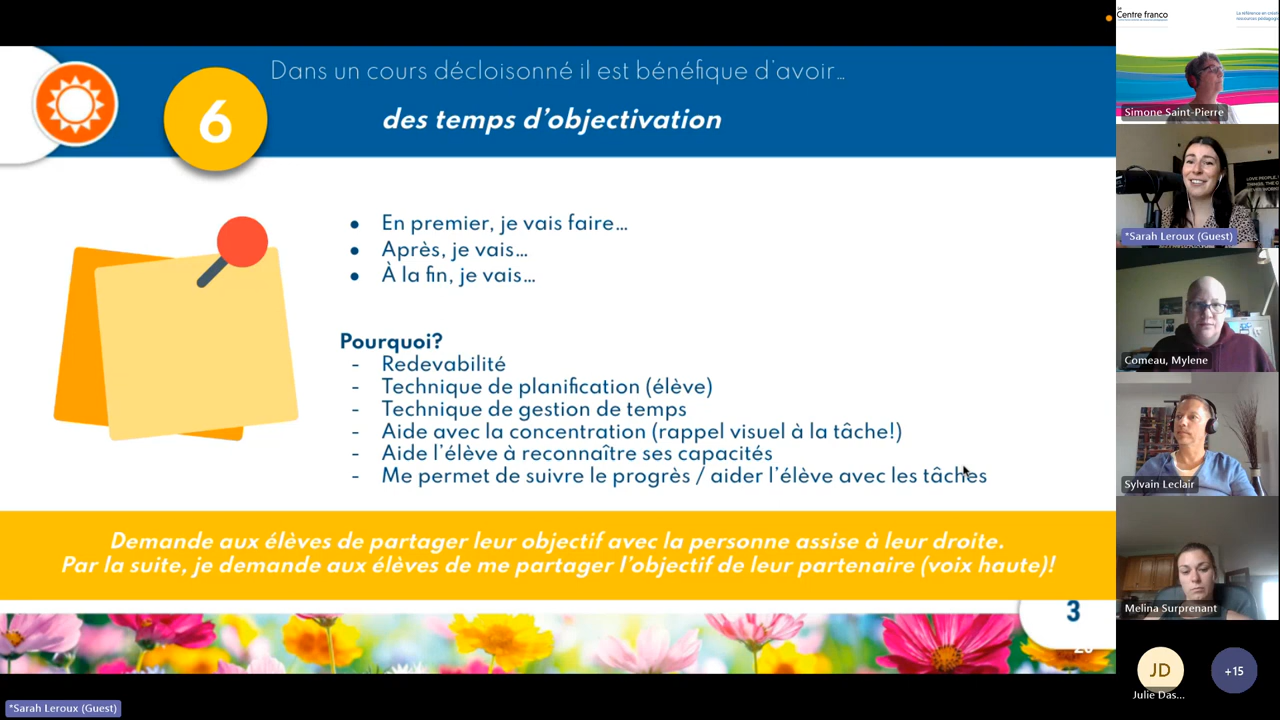 Dans un cours décloisonné il est bénéfique d'avoir...
6
des temps d'objectivation
● En premier, je vais faire...
● Après, je vais...
● À la fin, je vais...
Pourquoi?
- Redevabilité
- Technique de planification (élève)
- Technique de gestion de temps
- Aide avec la concentration (rappel visuel à la tâche!)
- Aide l'élève à reconnaître ses capacités
- Me permet de suivre le progrès / aider l'élève avec les tâches
Demande aux élèves de partager leur objectif avec la personne assise à leur droite.
Par la suite, je demande aux élèves de me partager l'objectif de leur partenaire (voix haute)!
3
*Sarah Leroux (Guest)
Centre franco
Simone Saint-Pierre
*Sarah Leroux (Guest)
Comeau, Mylene
Sylvain Leclair
Melina Surprenant
JD
Julie Das...
+15